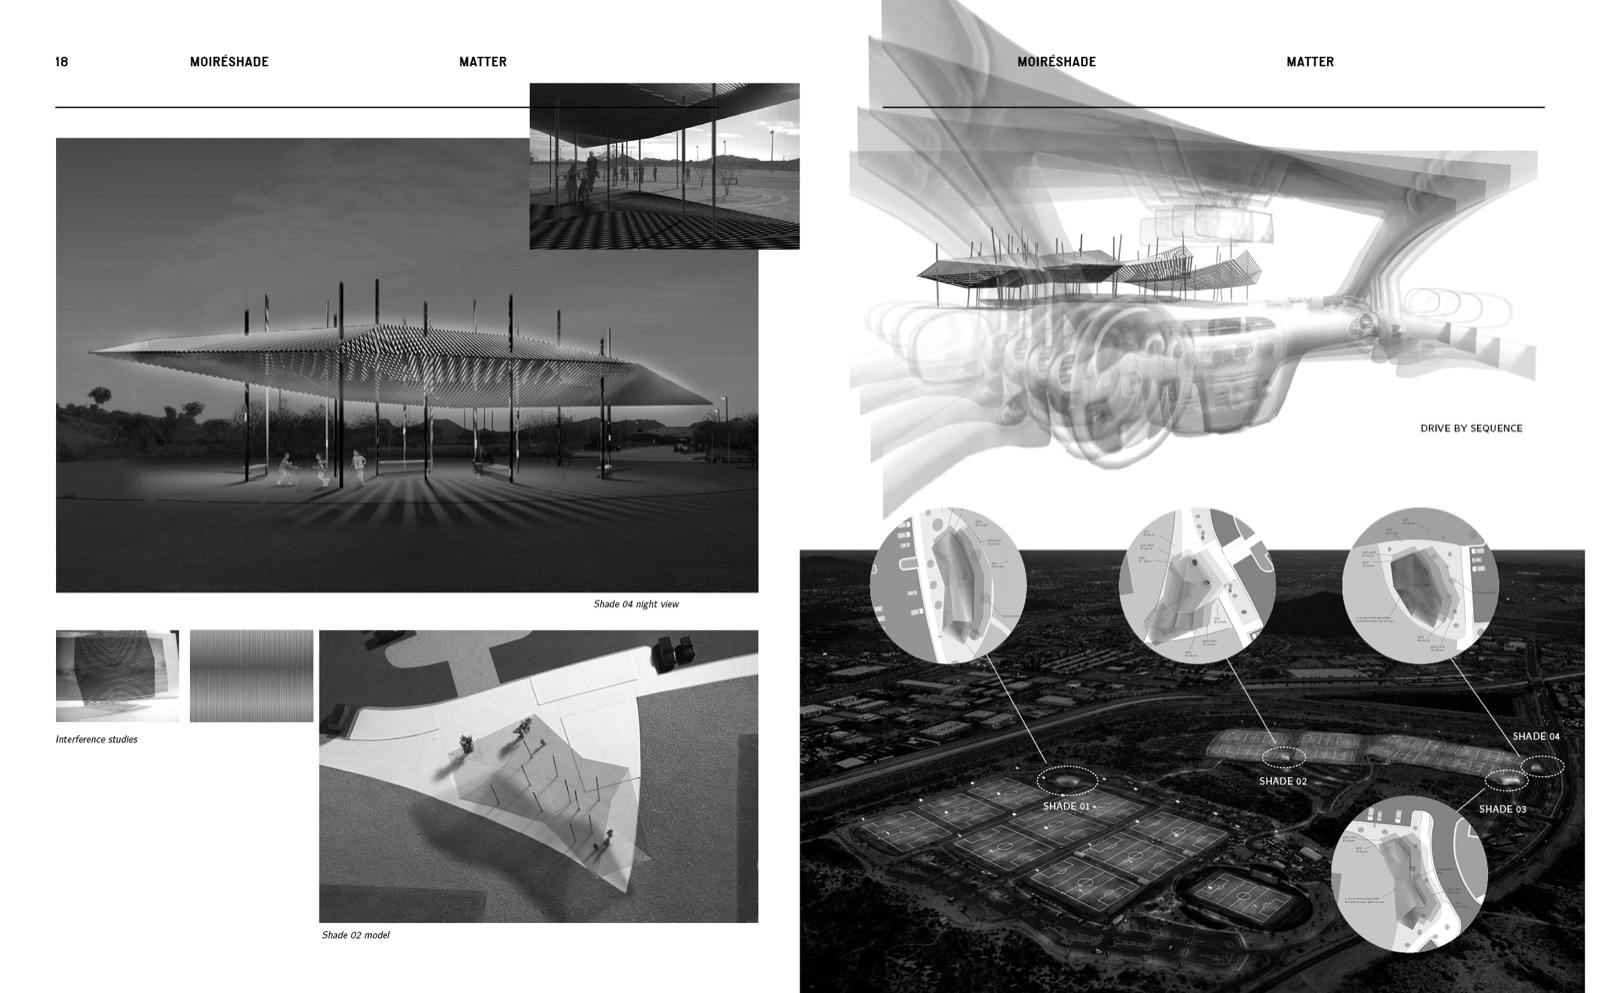 18
MOIRÉSHADE
MATTER
Shade 04 night view
Interference studies
Shade 02 model
MOIRÉSHADE
MATTER
DRIVE BY SEQUENCE
SHADE 01
SHADE 02
SHADE 04
SHADE 03